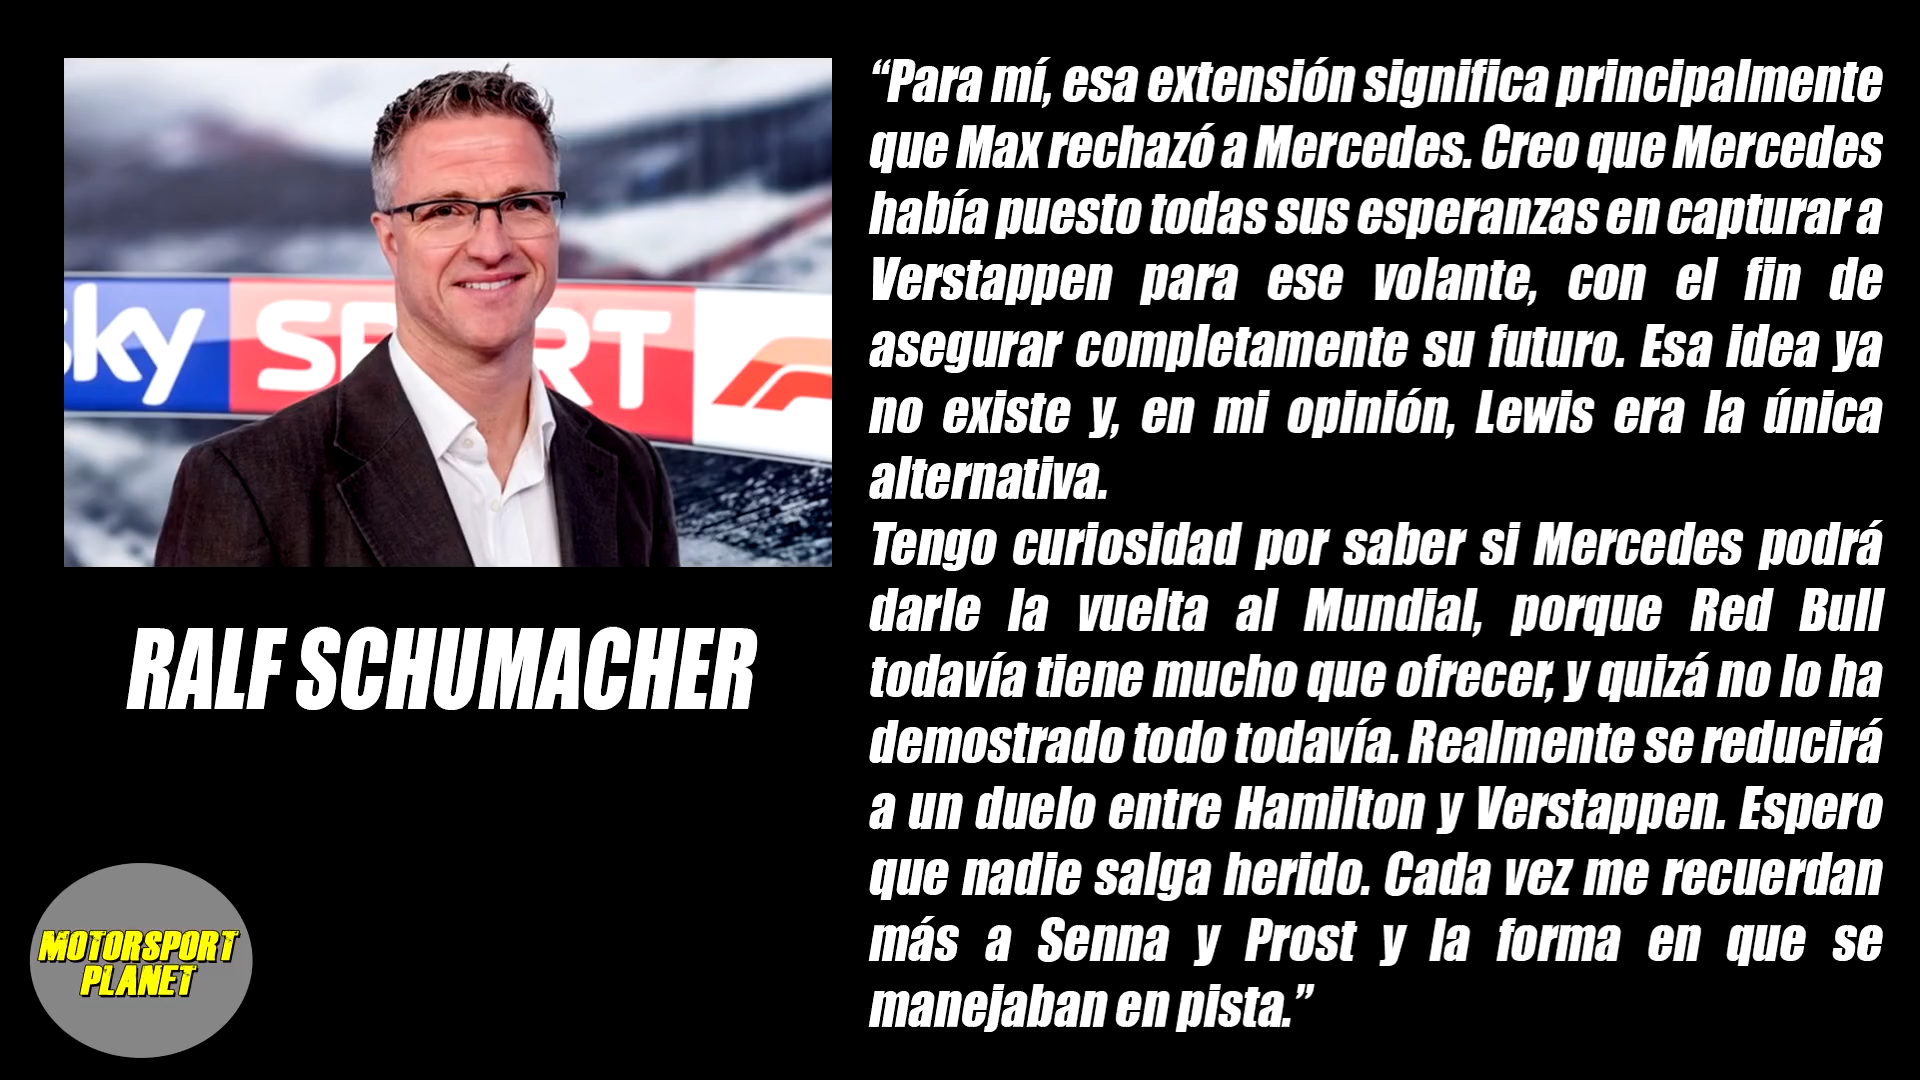 “Para mí, esa extensión significa principalmente
que Max rechazó a Mercedes. Creo que Mercedes
había puesto todas sus esperanzas en capturar a
Verstappen para ese volante, con el fin de
asegurar completamente su futuro. Esa idea ya
no existe y, en mi opinión, Lewis era la única
alternativa.
Tengo curiosidad por saber si Mercedes podrá
darle la vuelta al Mundial, porque Red Bull
todavía tiene mucho que ofrecer, y quizá no lo ha
demostrado todo todavía. Realmente se reducirá
a un duelo entre Hamilton y Verstappen. Espero
que nadie salga herido. Cada vez me recuerdan
más a Senna y Prost y la forma en que se
manejaban en pista.”
sky SPORT
RALF SCHUMACHER
MOTORSPORT
PLANET